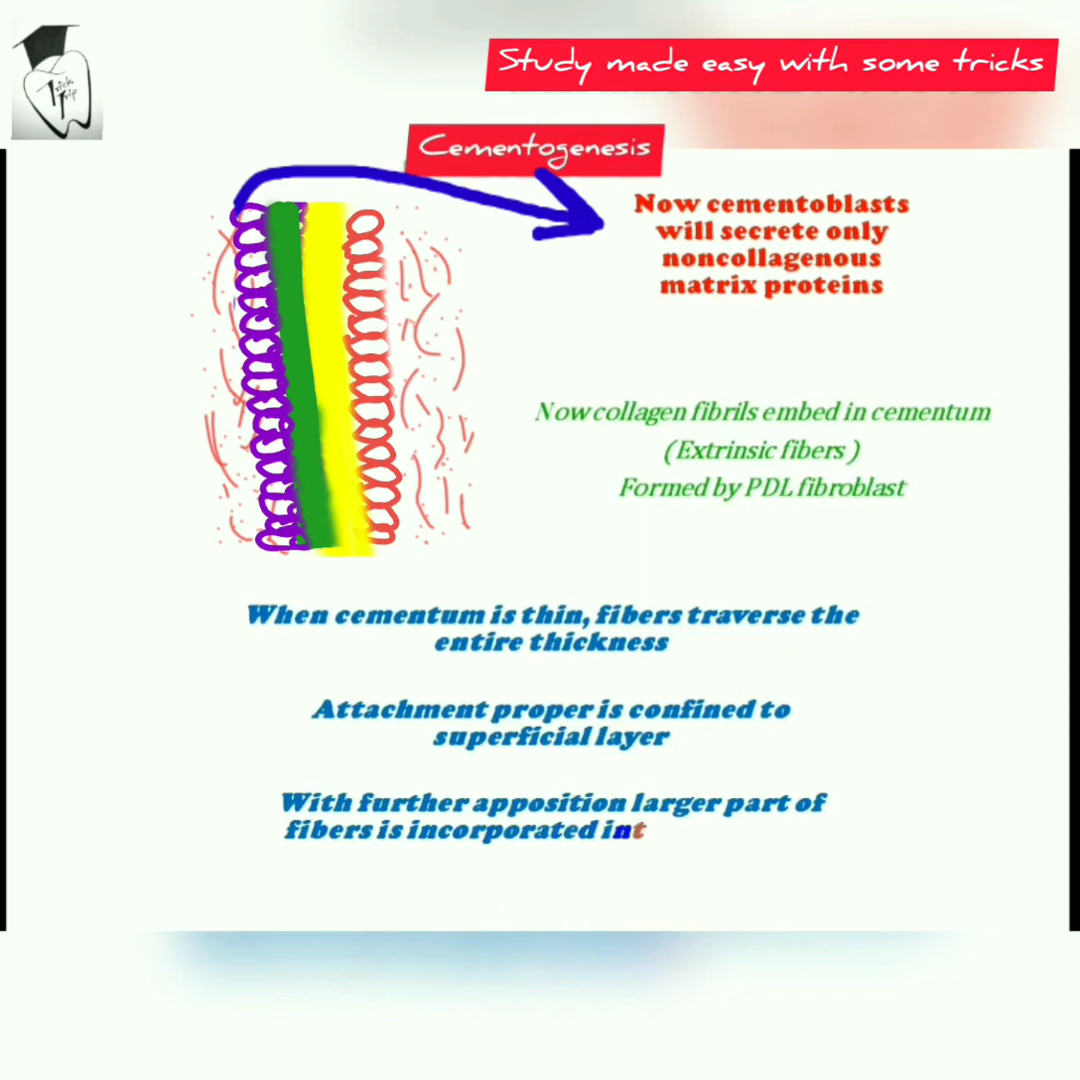 Study made easy with some tricks
Trick
Trip
Cementogenesis
Now cementoblasts
will secrete only
noncollagenous
matrix proteins
Now collagen fibrils embed in cementum
(Extrinsic fibers )
Formed by PDL fibroblast
When cementum is thin, fibers traverse the
entire thickness
Attachment proper is confined to
superficial layer
With further apposition larger part of
fibers is incorporated int